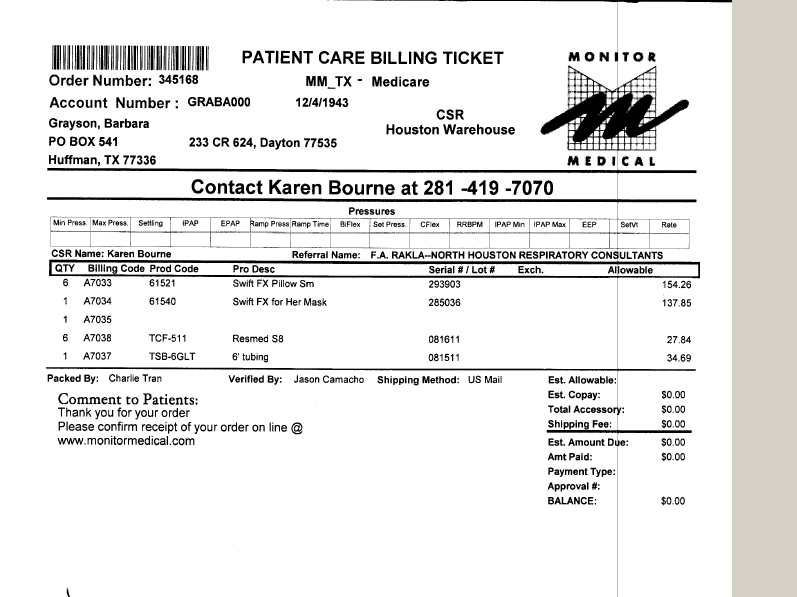 PATIENT CARE BILLING TICKET
MONITOR
MEDICAL
Order Number: 345168
MM_TX - Medicare
Account Number : GRABA000
12/4/1943
Grayson, Barbara
CSR
Houston Warehouse
PO BOX 541
233 CR 624, Dayton 77535
Huffman, TX 77336
Contact Karen Bourne at 281 -419 -7070
Pressures
Min Press. Max Press. Settling IPAP EPAP Ramp Press Ramp Time BiFlex Set Press. CFlex RRBPM IPAP Min IPAP Max EEP SetVt Rate
CSR Name: Karen Bourne Referral Name: F.A. RAKLA--NORTH HOUSTON RESPIRATORY CONSULTANTS
QTY Billing Code Prod Code Pro Desc Serial # / Lot # Exch. Allowable
6 A7033 61521 Swift FX Pillow Sm 293903 154.26
1 A7034 61540 Swift FX for Her Mask 285036 137.85
1 A7035
6 A7038 TCF-511 Resmed S8 081611 27.84
1 A7037 TSB-6GLT 6' tubing 081511 34.69
Packed By: Charlie Tran Verified By: Jason Camacho Shipping Method: US Mail
Comment to Patients:
Thank you for your order
Please confirm receipt of your order on line @
www.monitormedical.com
Est. Allowable:
Est. Copay: $0.00
Total Accessory: $0.00
Shipping Fee: $0.00
Est. Amount Due: $0.00
Amt Paid: $0.00
Payment Type:
Approval #:
BALANCE: $0.00